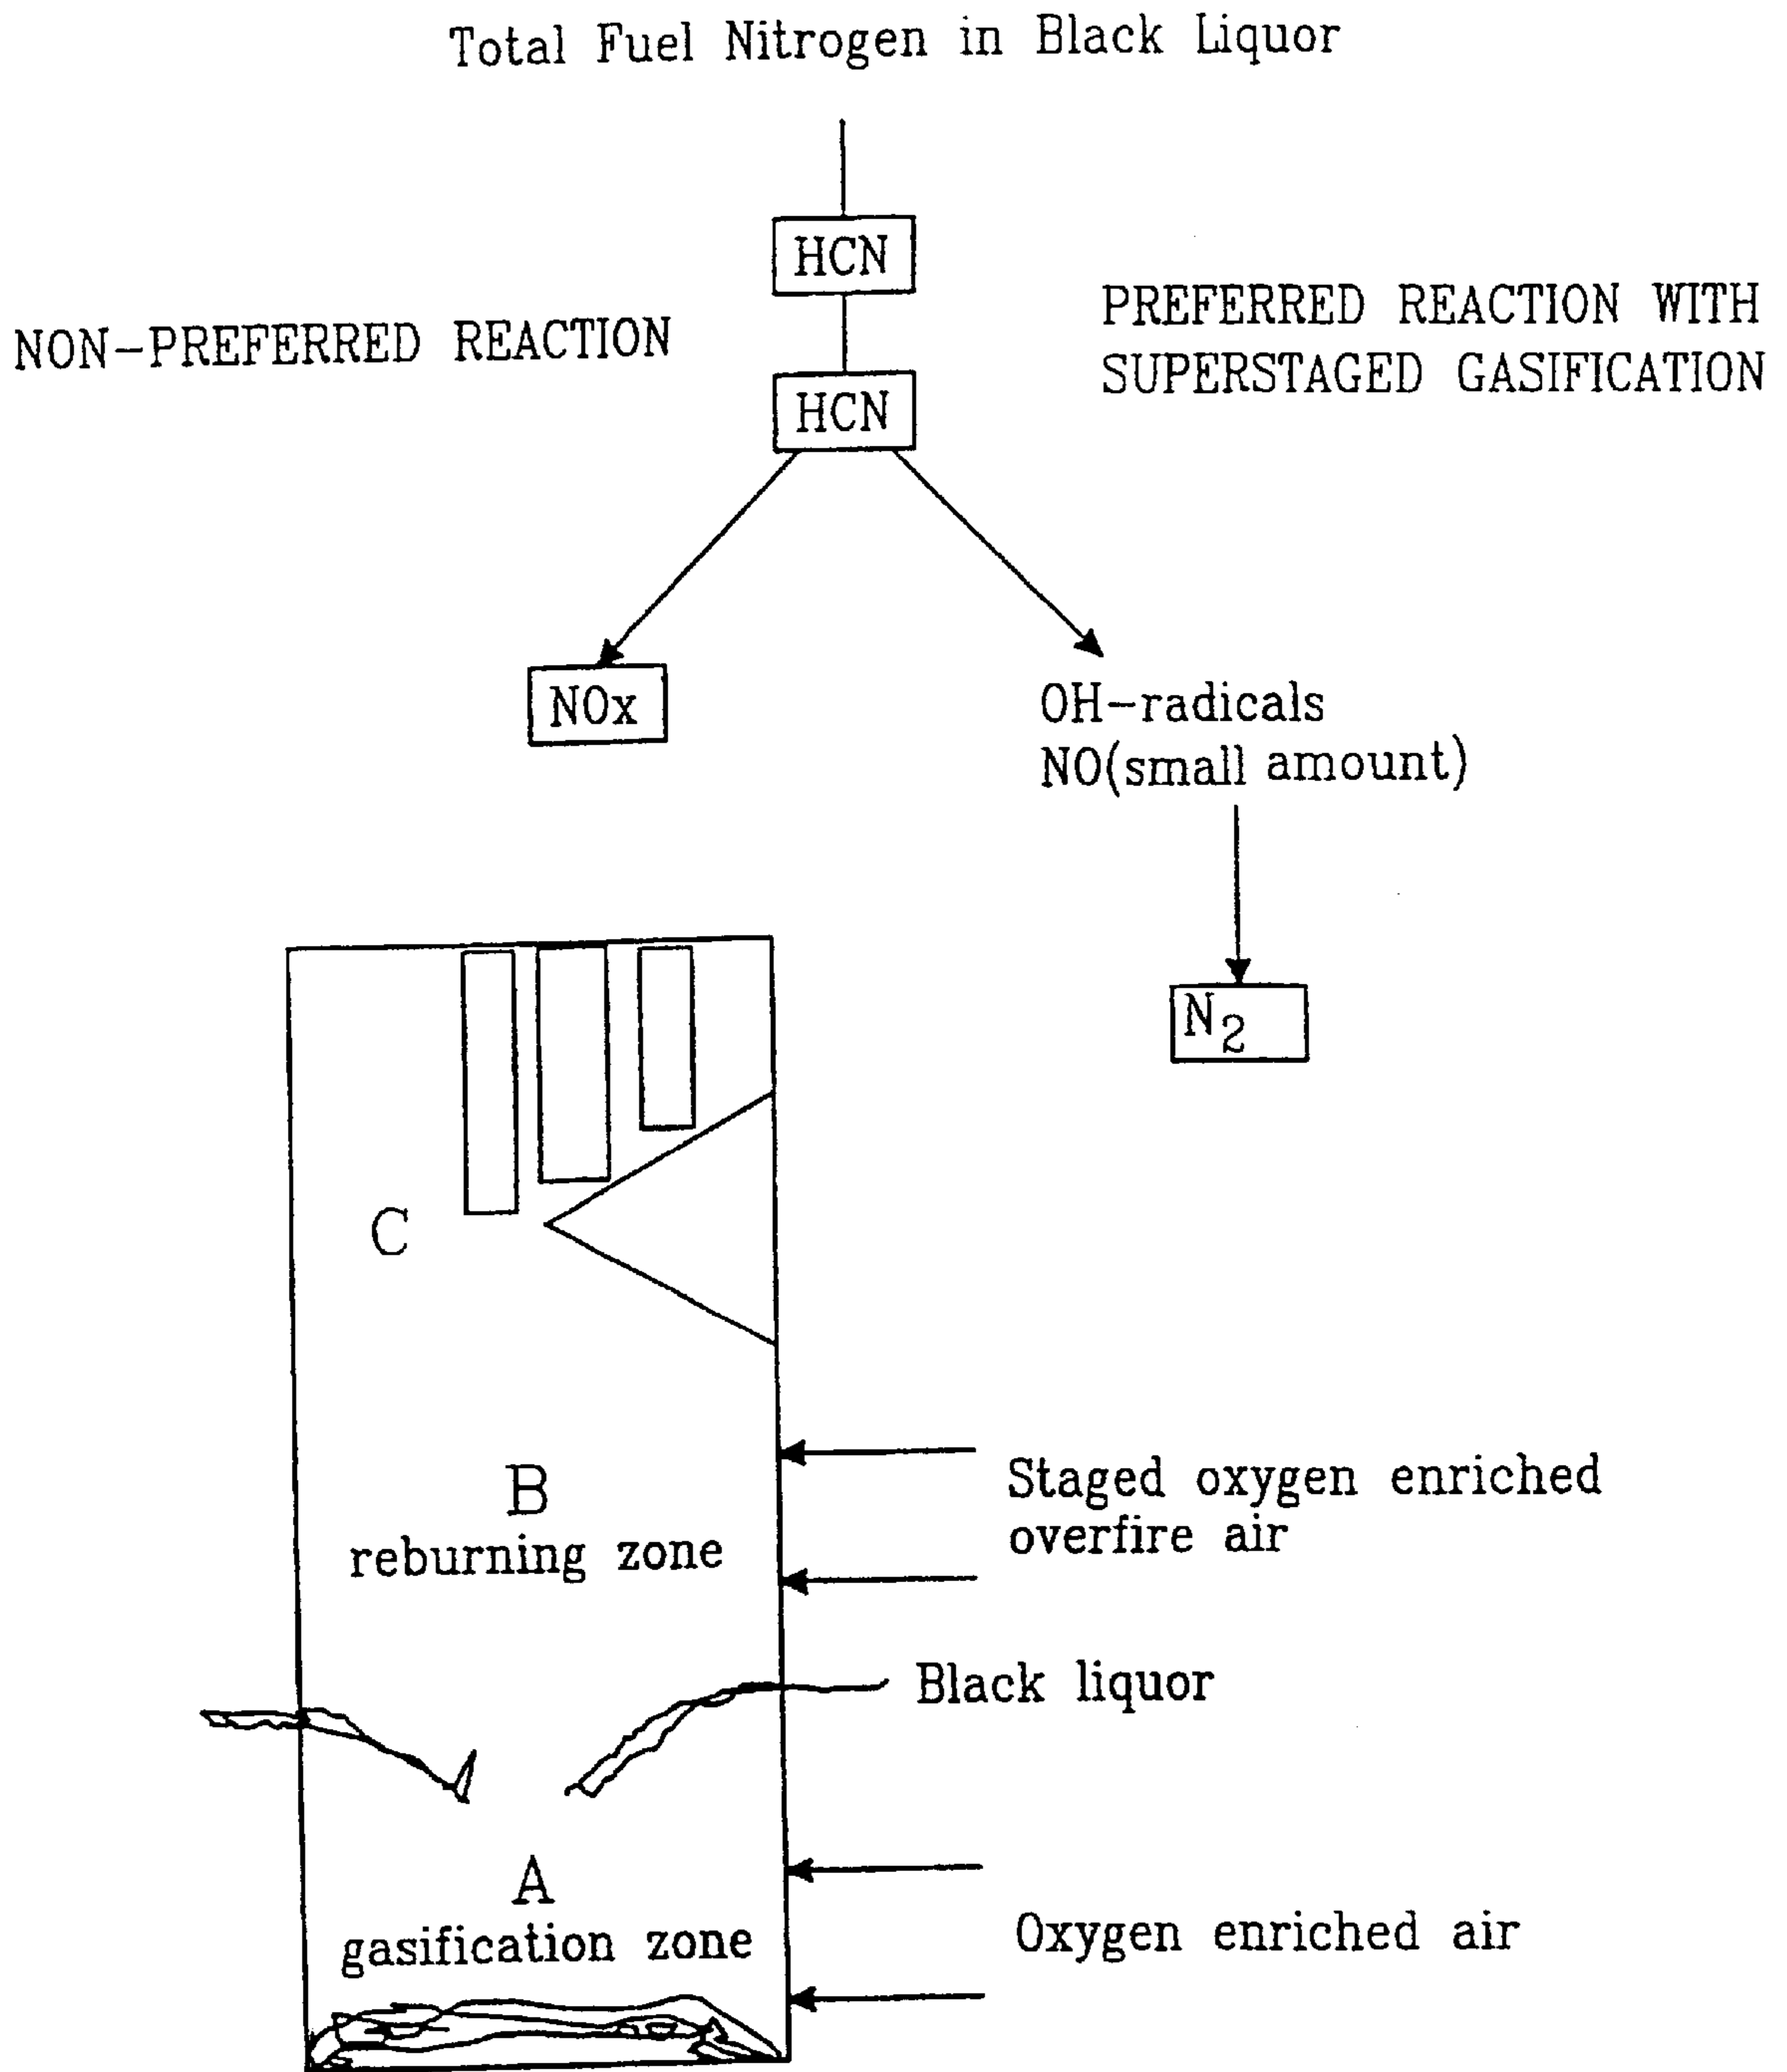 Total Fuel Nitrogen in Black Liquor
HCN
NON-PREFERRED REACTION
PREFERRED REACTION WITH
SUPERSTAGED GASIFICATION
HCN
NOx
OH-radicals
NO(small amount)
N2
C
B
reburning zone
Staged oxygen enriched
overfire air
Black liquor
A
gasification zone
Oxygen enriched air